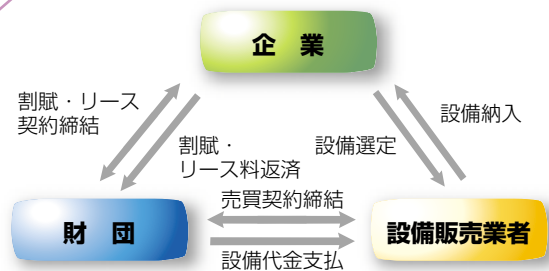 企　業
割賦・リース
契約締結
設備納入
割賦・
リース料返済
設備選定
売買契約締結
財　団
設備販売業者
設備代金支払